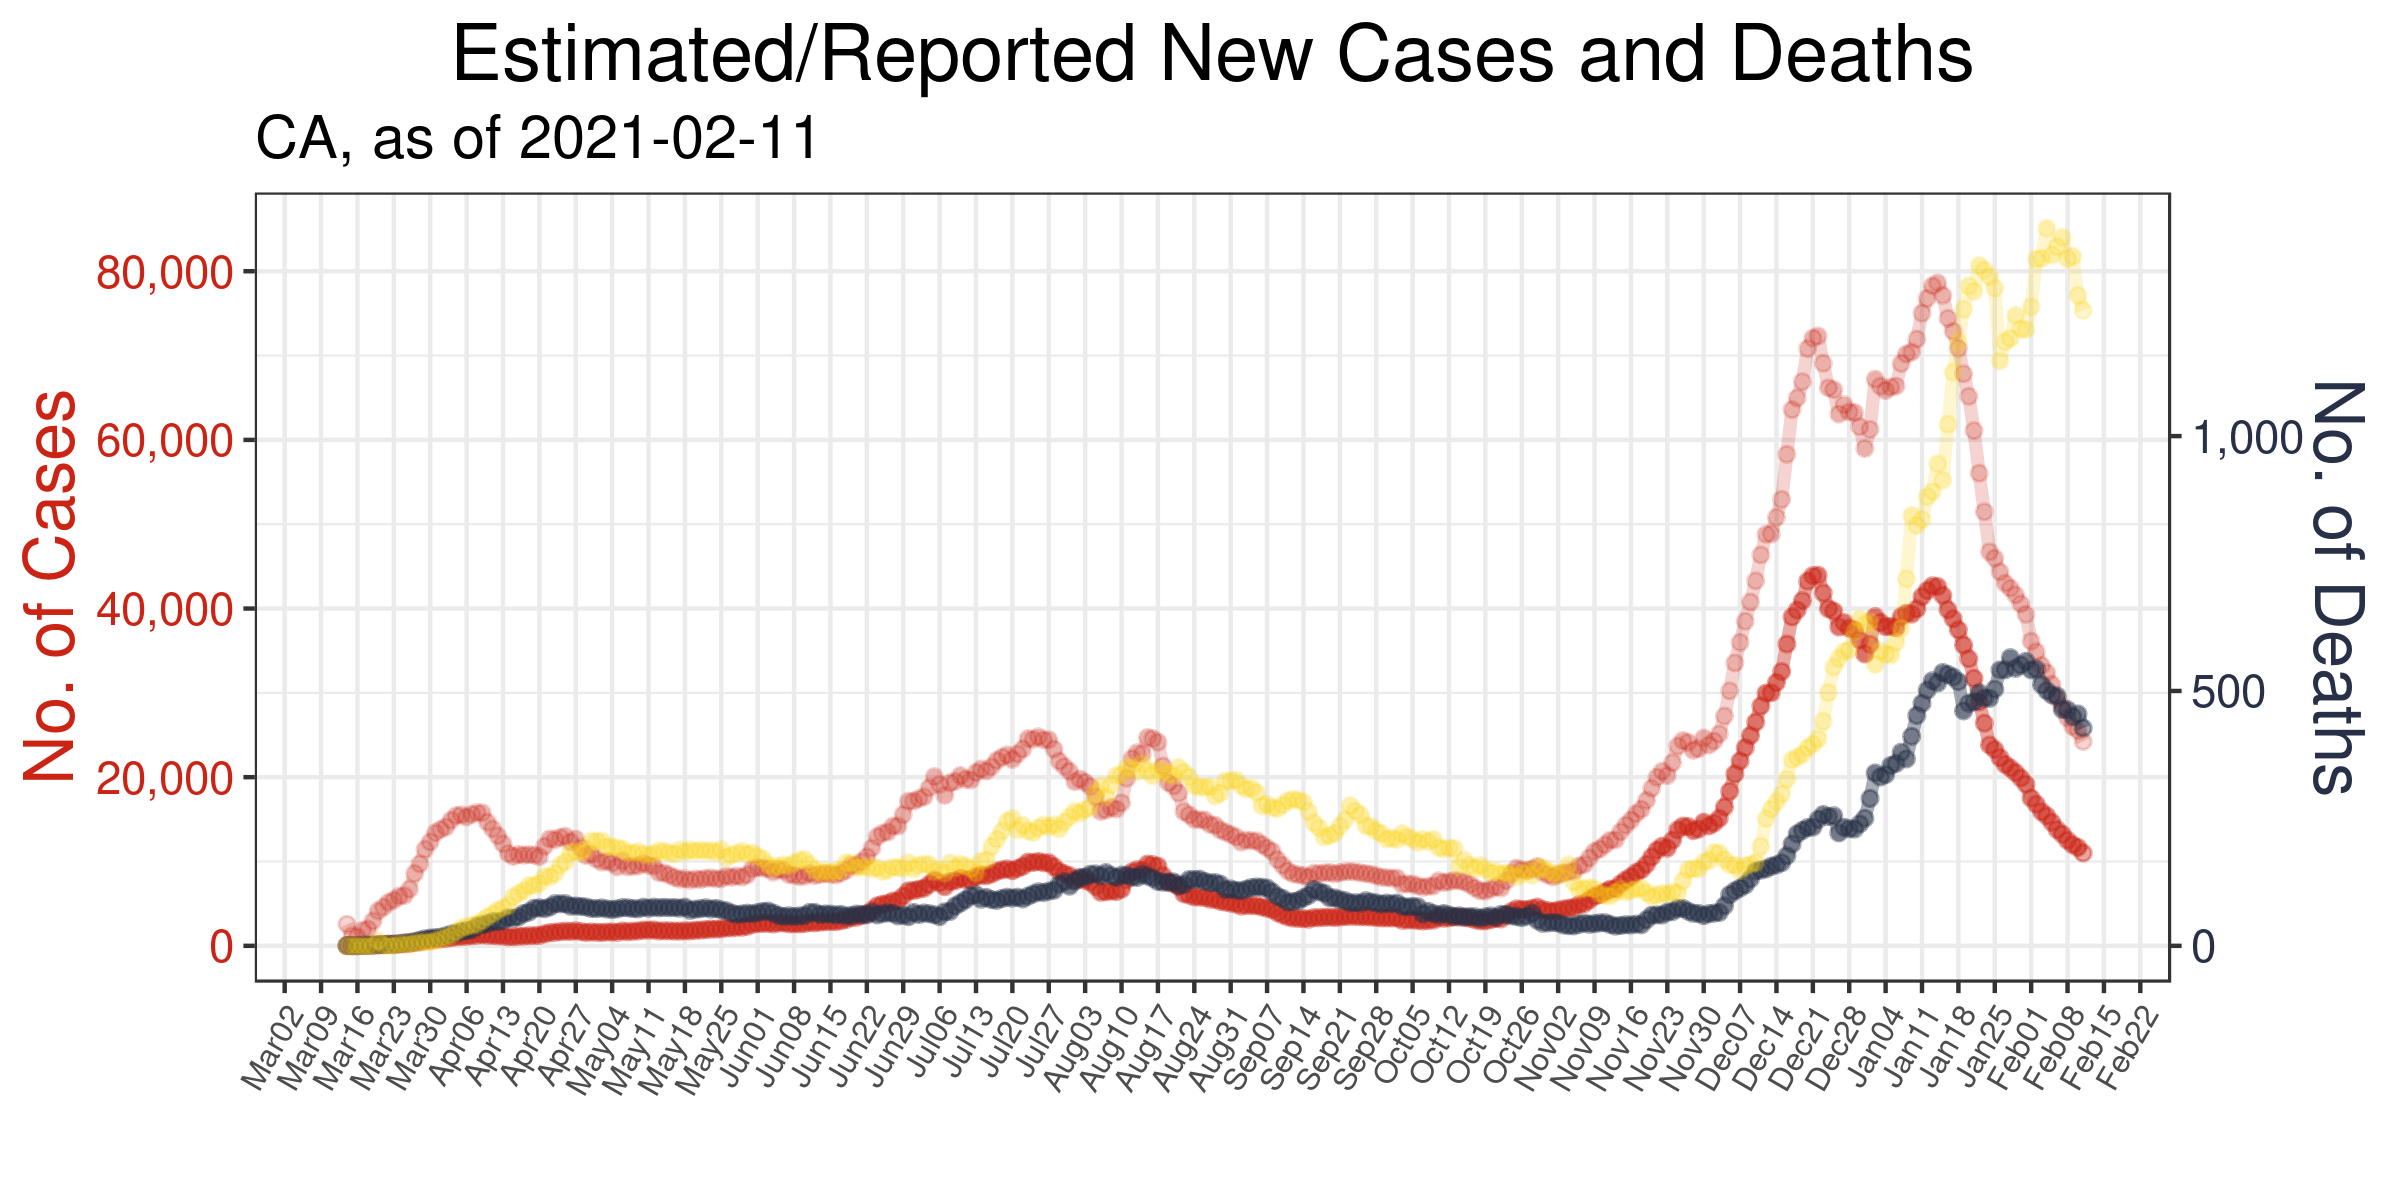 Estimated/Reported New Cases and Deaths
CA, as of 2021-02-11
No. of Cases
80,000
60,000
40,000
20,000
0
No. of Deaths
1,000
500
0
Mar02
Mar09
Mar16
Mar23
Mar30
Apr06
Apr13
Apr20
Apr27
May04
May11
May18
May25
Jun01
Jun08
Jun15
Jun22
Jun29
Jul06
Jul13
Jul20
Jul27
Aug03
Aug10
Aug17
Aug24
Aug31
Sep07
Sep14
Sep21
Sep28
Oct05
Oct12
Oct19
Oct26
Nov02
Nov09
Nov16
Nov23
Nov30
Dec07
Dec14
Dec21
Dec28
Jan04
Jan11
Jan18
Jan25
Feb01
Feb08
Feb15
Feb22